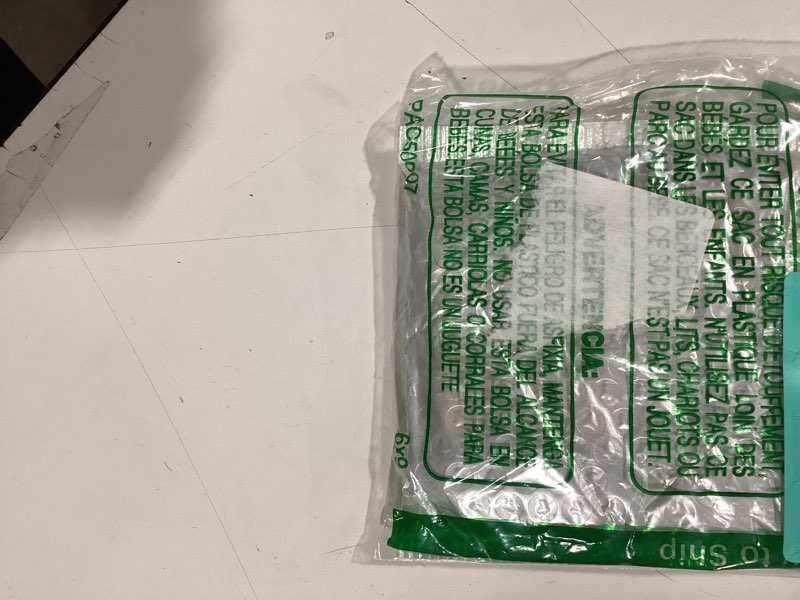 POUR ÉVITER TOUT RISQUE D'ÉTOUFFEMENT
GARDEZ CE SAC EN PLASTIQUE LOIN DES
BÉBÉS ET LES ENFANTS. N'UTILISEZ PAS CE
SAC DANS LES BERCEAUX, LITS, CHARIOTS OU
CE SAC N'EST PAS UN JOUET.
ADVERTENCIA:
PARA EVITAR EL PELIGRO DE ASFIXIA, MANTENGA
ESTA BOLSA DE PLÁSTICO FUERA DEL ALCANCE
DE BEBÉS Y NIÑOS. NO USAR ESTA BOLSA EN
CUNAS, CAMAS, CARRIOLAS O CORRALES PARA
BEBÉS. ESTA BOLSA NO ES UN JUGUETE
6x9
to Ship